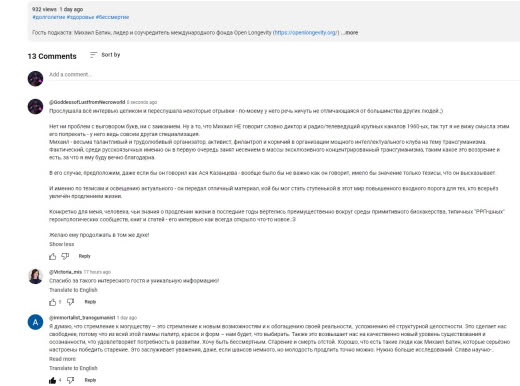 932 views 1 day ago
#долголетие #здоровье #бессмертие
Гость подкаста: Михаил Батин, лидер и соучредитель международного фонда Open Longevity (https://openlongevity.org/) ...more
13 Comments
Sort by
Add a comment...
@GoddessofLustfromNecroworld 0 seconds ago
Прослушала всё интервью целиком и переслушала некоторые отрывки - по-моему у него речь ничуть не отличающаяся от большинства других людей ;)
Нет ни проблем с выговором букв, ни с заиканием. Ну а то, что Михаил НЕ говорит словно диктор и радио/телеведущий крупных каналов 1960-ых, так тут я не вижу смысла этим
его попрекать - у него ведь совсем другая специализация.
Михаил - весьма талантливый и трудолюбивый организатор, активист, филантроп и коричей в организации мощного интеллектуального клуба на тему трансгуманизма.
Фактический, среди русскоязычных именно он в первую очередь занят несением в массы эксклюзивного концентрированный трансгуманизма, таким какое это воззрение и
есть, за что я ему буду вечно благодарна.
В его случае, предположим, даже если бы он говорил как Ася Казанцева - вообще было бы не важно как он говорит, имело бы значение только тезисы, что он высказывает.
И именно по тезисам и освещению актуального - он передал отличный материал, кой бы мог стать ступенькой в этот мир повышенного входного порога для тех, кто всерьёз
увлечён продлением жизни.
Конкретно для меня, человека, чьи знания о продлении жизни в последние годы вертелись преимущественно вокруг среды примитивного биохакерства, типичных "РРГшных"
геронтологических сообществ, книг и статей - его интервью как всегда открыло что-то новое :3
Желаю ему продолжать в том же духе!
Show less
Reply
@Victoria_mis 17 hours ago
Спасибо за такого интересного гостя и уникальную информацию!
Translate to English
Reply
@immortalist_transgumanist 1 day ago
Я думаю, что стремление к могуществу – это стремление к новым возможностям и к обогащению своей реальности, усложнению её структурной целостности. Это сделает нас
свободнее, потому что из всей этой гаммы палитр, красок и форм – нам будет, что выбирать. Также это возвышает нас на качественно новый уровень существования и
осознанности, что удовлетворяет потребность в развитии. Хочу быть бессмертным. Старение и смерть отстой. Хорошо, что есть такие люди как Михаил Батин, которые серьёзно
настроены победить старение. Это заслуживает уважения, даже, если шансов немного, но молодость продлить точно можно. Нужно больше исследований. Слава научно-..
Read more
Translate to English
4
Reply